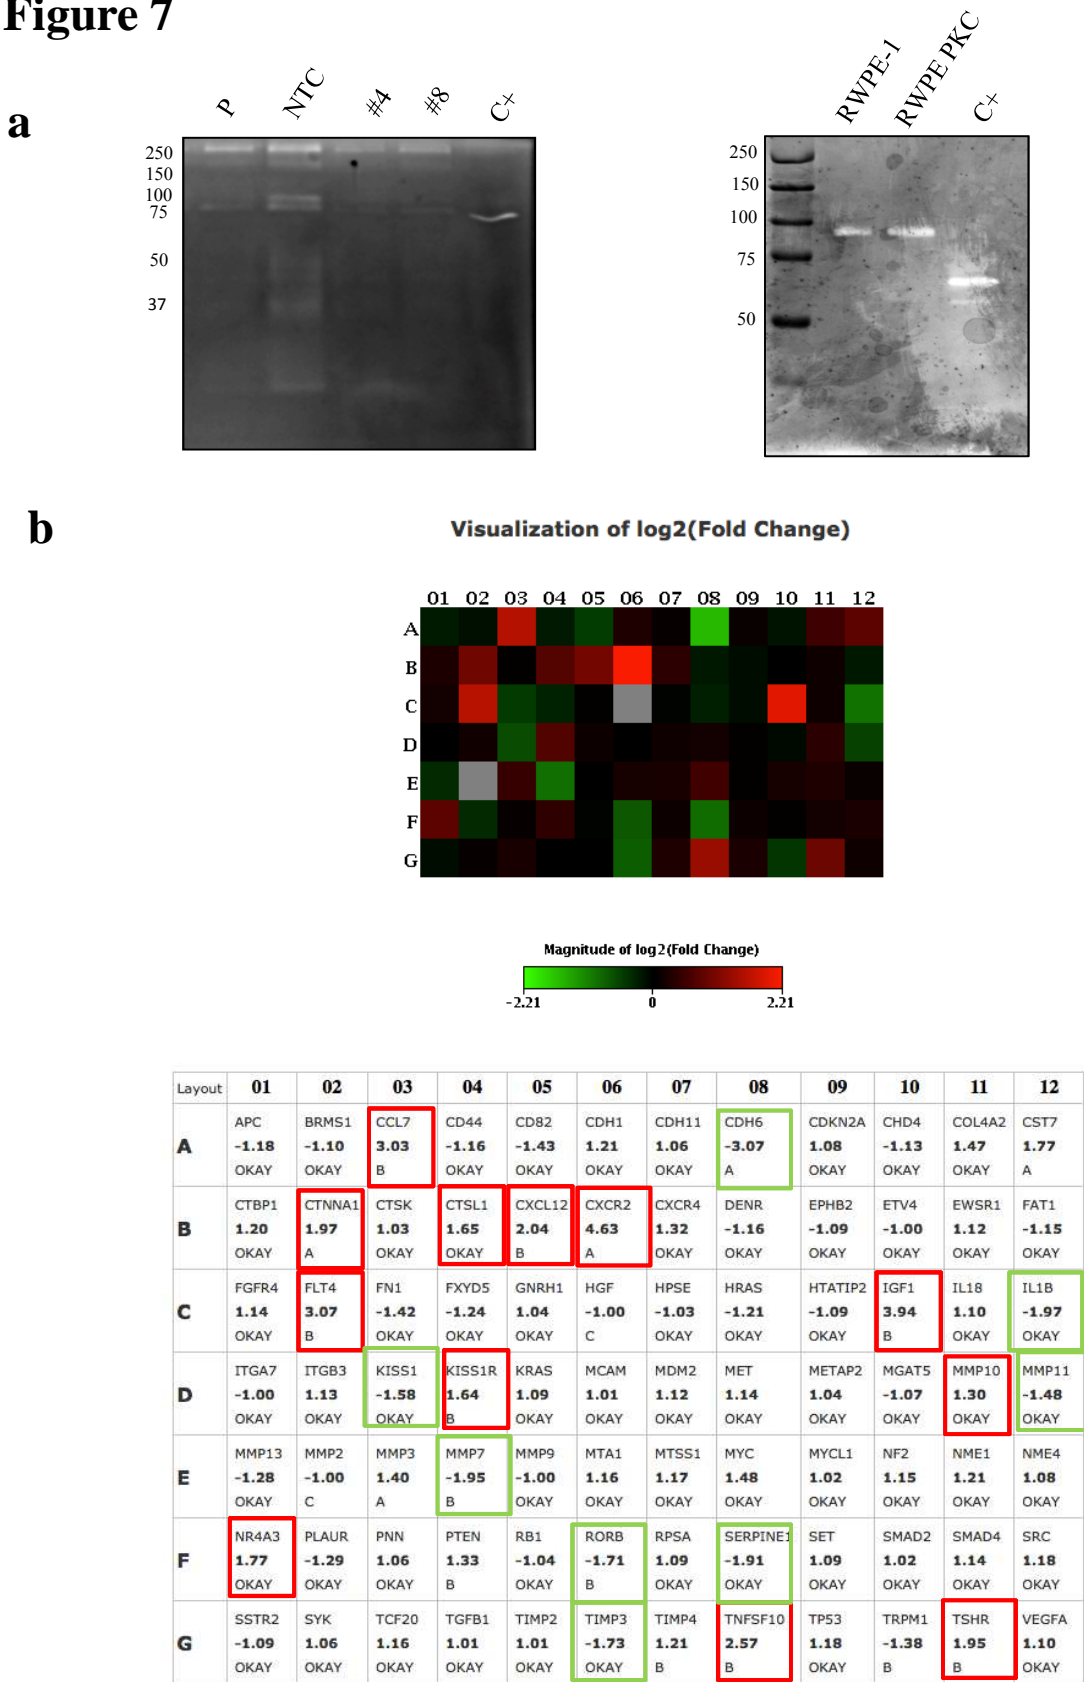 Figure 7
a
P NTC #4 #8 C+
250
150
100
75
50
37
RWPE-1 RWPE PKC C+
250
150
100
75
50
b
Visualization of log2(Fold Change)
01 02 03 04 05 06 07 08 09 10 11 12
A
B
C
D
E
F
G
Magnitude of log2(Fold Change)
-2.21 0 2.21
Layout 01 02 03 04 05 06 07 08 09 10 11 12
APC BRMS1 CCL7 CD44 CD82 CDH1 CDH11 CDH6 CDKN2A CHD4 COL4A2 CST7
A -1.18 -1.10 3.03 -1.16 -1.43 1.21 1.06 -3.07 1.08 -1.13 1.47 1.77
OKAY OKAY B OKAY OKAY OKAY OKAY A OKAY OKAY OKAY A
CTBP1 CTNNA1 CTSK CTSL1 CXCL12 CXCR2 CXCR4 DENR EPHB2 ETV4 EWSR1 FAT1
B 1.20 1.97 1.03 1.65 2.04 4.63 1.32 -1.16 -1.09 -1.00 1.12 -1.15
OKAY A OKAY OKAY B A OKAY OKAY OKAY OKAY OKAY OKAY
FGFR4 FLT4 FN1 FXYD5 GNRH1 HGF HPSE HRAS HTATIP2 IGF1 IL18 IL1B
C 1.14 3.07 -1.42 -1.24 1.04 -1.00 -1.03 -1.21 -1.09 3.94 1.10 -1.97
OKAY B OKAY OKAY OKAY C OKAY OKAY OKAY B OKAY OKAY
ITGA7 ITGB3 KISS1 KISS1R KRAS MCAM MDM2 MET METAP2 MGAT5 MMP10 MMP11
D -1.00 1.13 -1.58 1.64 1.09 1.01 1.12 1.14 1.04 -1.07 1.30 -1.48
OKAY OKAY OKAY B OKAY OKAY OKAY OKAY OKAY OKAY OKAY OKAY
MMP13 MMP2 MMP3 MMP7 MMP9 MTA1 MTSS1 MYC MYCL1 NF2 NME1 NME4
E -1.28 -1.00 1.40 -1.95 -1.00 1.16 1.17 1.48 1.02 1.15 1.21 1.08
OKAY C A B OKAY OKAY OKAY OKAY OKAY OKAY OKAY OKAY
NR4A3 PLAUR PNN PTEN RB1 RORB RPSA SERPINE1 SET SMAD2 SMAD4 SRC
F 1.77 -1.29 1.06 1.33 -1.04 -1.71 1.09 -1.91 1.09 1.02 1.14 1.18
OKAY OKAY OKAY B OKAY B OKAY OKAY OKAY OKAY OKAY OKAY
SSTR2 SYK TCF20 TGFB1 TIMP2 TIMP3 TIMP4 TNFSF10 TP53 TRPM1 TSHR VEGFA
G -1.09 1.06 1.16 1.01 1.01 -1.73 1.21 2.57 1.18 -1.38 1.95 1.10
OKAY OKAY OKAY OKAY OKAY OKAY B B OKAY B B OKAY